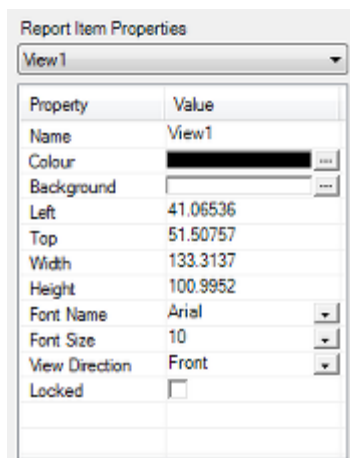 Report Item Properties
View1
Property Value
Name View1
Colour ...
Background ...
Left 41.06536
Top 51.50757
Width 133.3137
Height 100.9952
Font Name Arial
Font Size 10
View Direction Front
Locked